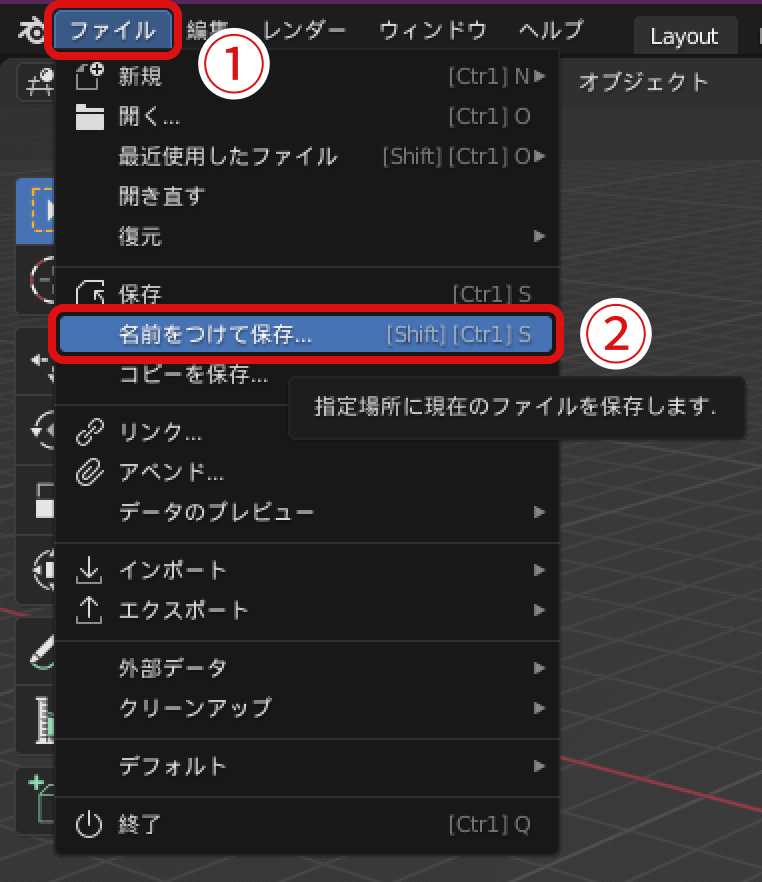 ファイル 編集 レンダー ウィンドウ ヘルプ Layout
①
新規 [Ctrl] N
オブジェクト
開く... [Ctrl] O
最近使用したファイル [Shift] [Ctrl] O
開き直す
復元
保存 [Ctrl] S
名前をつけて保存... [Shift] [Ctrl] S
②
コピーを保存...
指定場所に現在のファイルを保存します.
リンク...
アペンド...
データのプレビュー
インポート
エクスポート
外部データ
クリーンアップ
デフォルト
終了 [Ctrl] Q